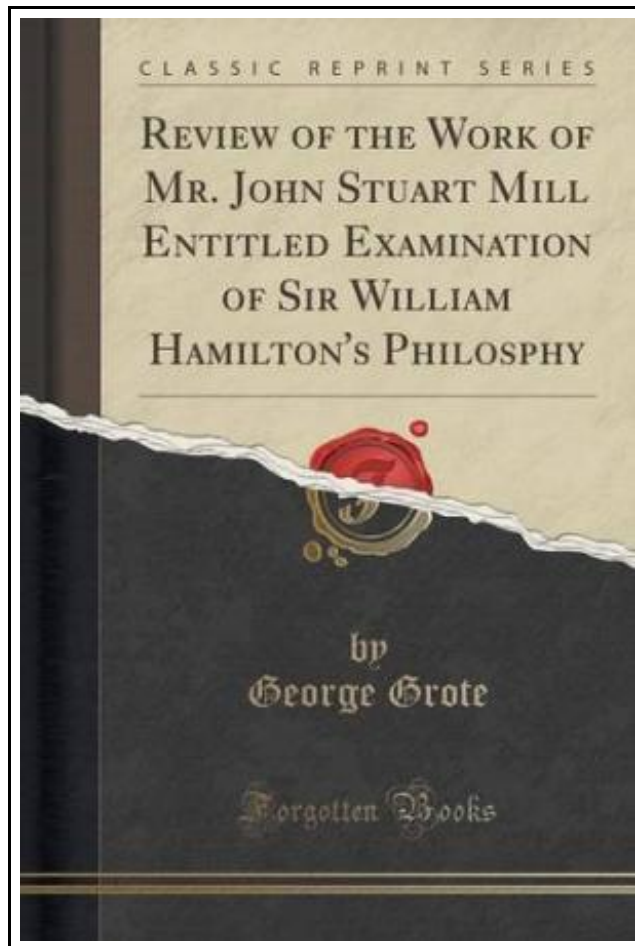 CLASSIC REPRINT SERIES
REVIEW OF THE WORK OF
MR. JOHN STUART MILL
ENTITLED EXAMINATION
OF SIR WILLIAM
HAMILTON'S PHILOSPHY
by
George Grote
Forgotten Books